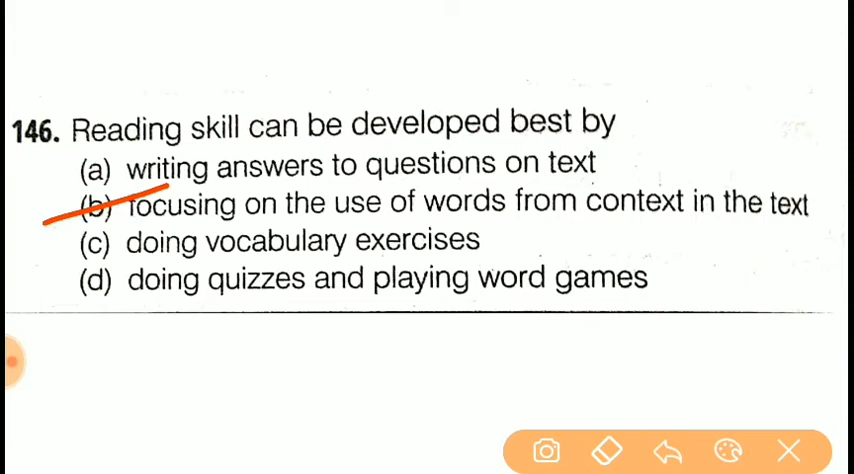 146. Reading skill can be developed best by
(a) writing answers to questions on text
(b) focusing on the use of words from context in the text
(c) doing vocabulary exercises
(d) doing quizzes and playing word games